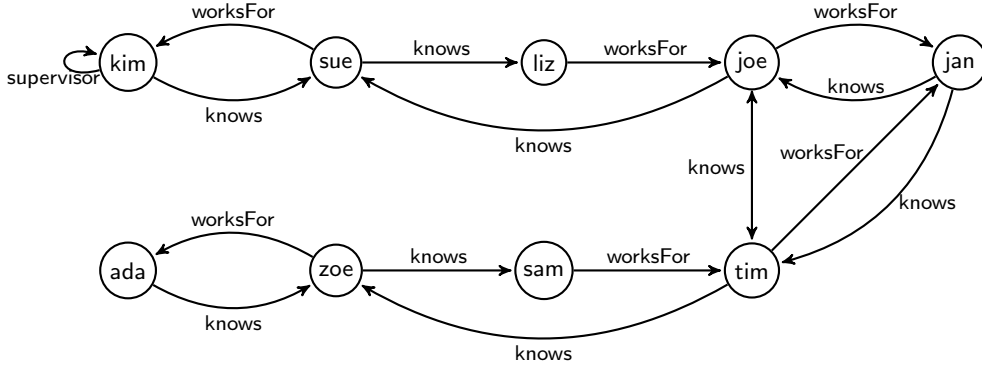 worksFor
worksFor
knows
worksFor
kim
sue
liz
joe
jan
supervisor
knows
knows
knows
worksFor
knows
knows
worksFor
knows
worksFor
ada
zoe
sam
tim
knows
knows